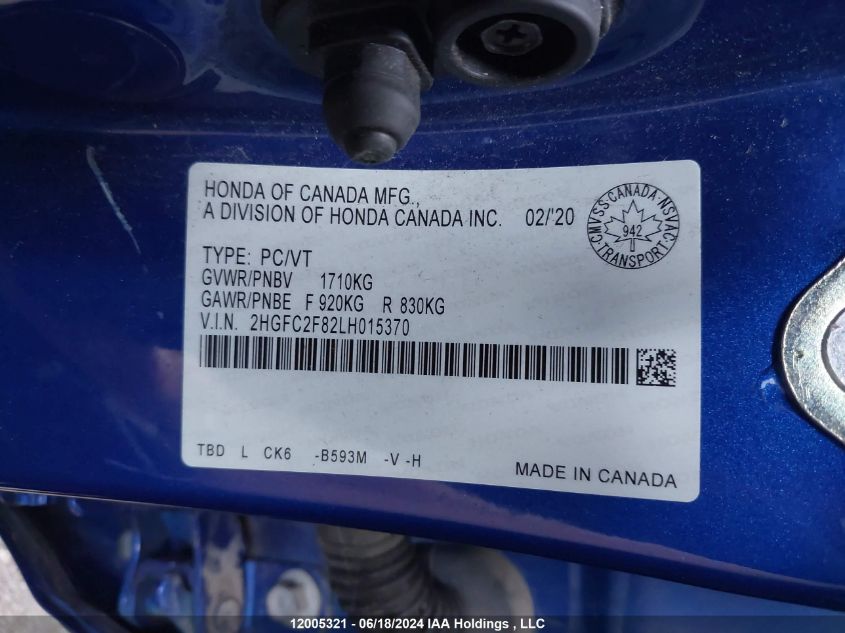 HONDA OF CANADA MFG.,
A DIVISION OF HONDA CANADA INC. 02/'20
CMVSS CANADA NSVAC
942
TRANSPORT
TYPE: PC/VT
GVWR/PNBV 1710KG
GAWR/PNBE F 920KG R 830KG
V.I.N. 2HGFC2F82LH015370
TBD L CK6 -B593M -V -H
MADE IN CANADA
12005321 - 06/18/2024 IAA Holdings , LLC